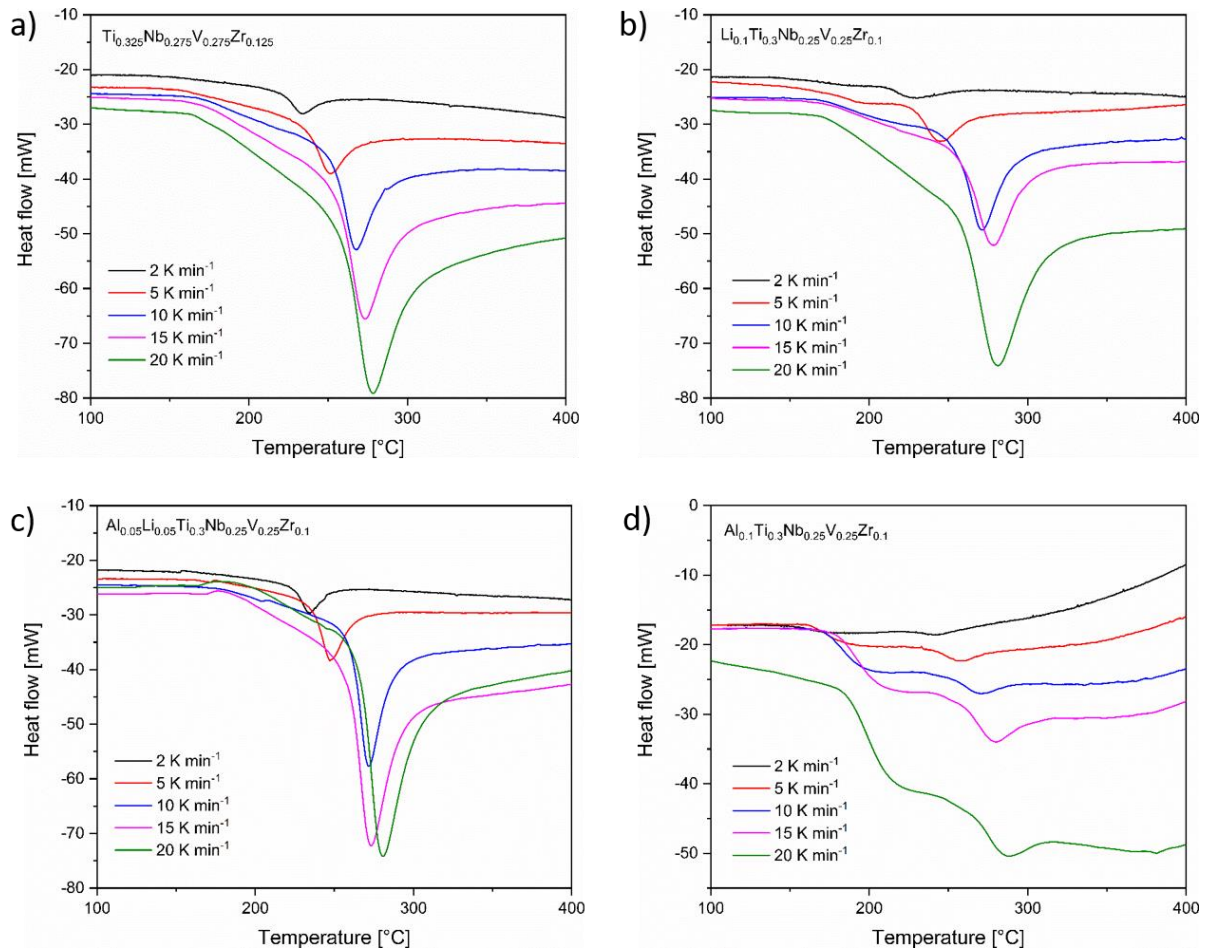 a)
Ti0.325Nb0.275V0.275Zr0.125
-10
-20
-30
-40
-50
-60
-70
-80
Heat flow [mW]
2 K min-1
5 K min-1
10 K min-1
15 K min-1
20 K min-1
100 200 300 400
Temperature [°C]
b)
Li0.1Ti0.3Nb0.25V0.25Zr0.1
-10
-20
-30
-40
-50
-60
-70
-80
Heat flow [mW]
2 K min-1
5 K min-1
10 K min-1
15 K min-1
20 K min-1
100 200 300 400
Temperature [°C]
c)
Al0.05Li0.05Ti0.3Nb0.25V0.25Zr0.1
-10
-20
-30
-40
-50
-60
-70
-80
Heat flow [mW]
2 K min-1
5 K min-1
10 K min-1
15 K min-1
20 K min-1
100 200 300 400
Temperature [°C]
d)
Al0.1Ti0.3Nb0.25V0.25Zr0.1
0
-10
-20
-30
-40
-50
Heat flow [mW]
2 K min-1
5 K min-1
10 K min-1
15 K min-1
20 K min-1
100 200 300 400
Temperature [°C]